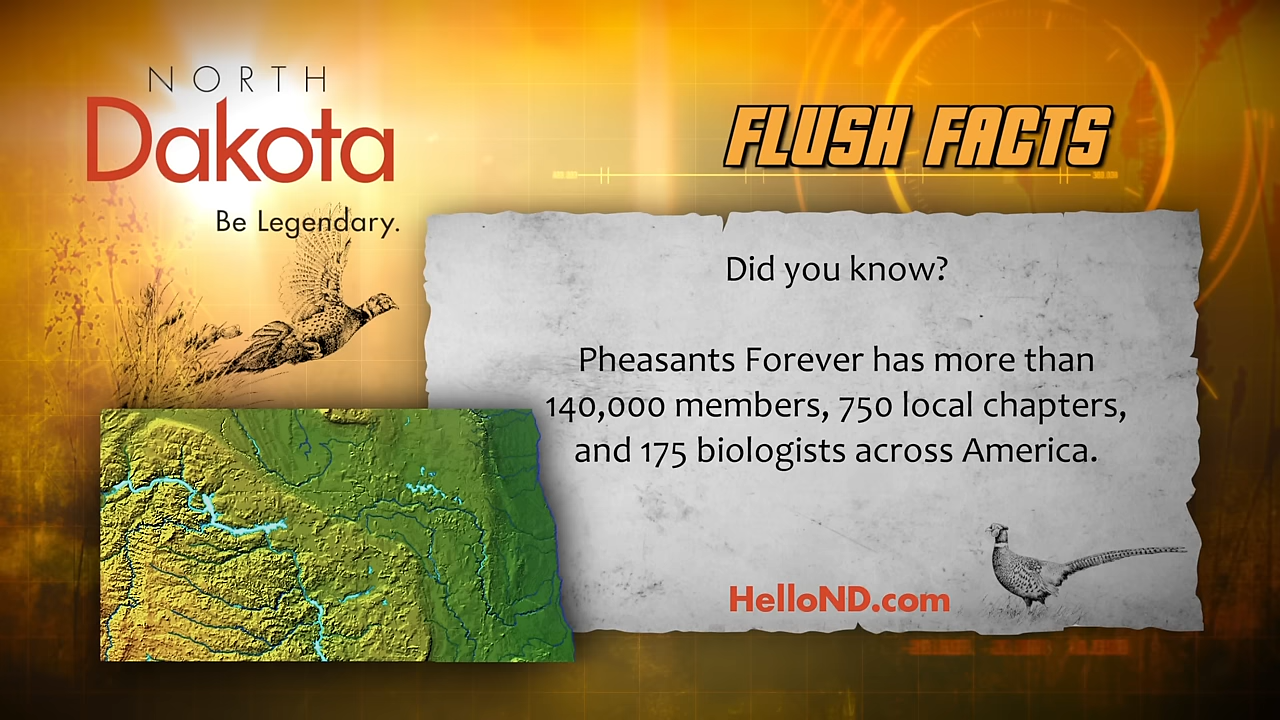 NORTH
Dakota
Be Legendary.
FLUSH FACTS
Did you know?
Pheasants Forever has more than
140,000 members, 750 local chapters,
and 175 biologists across America.
HelloND.com